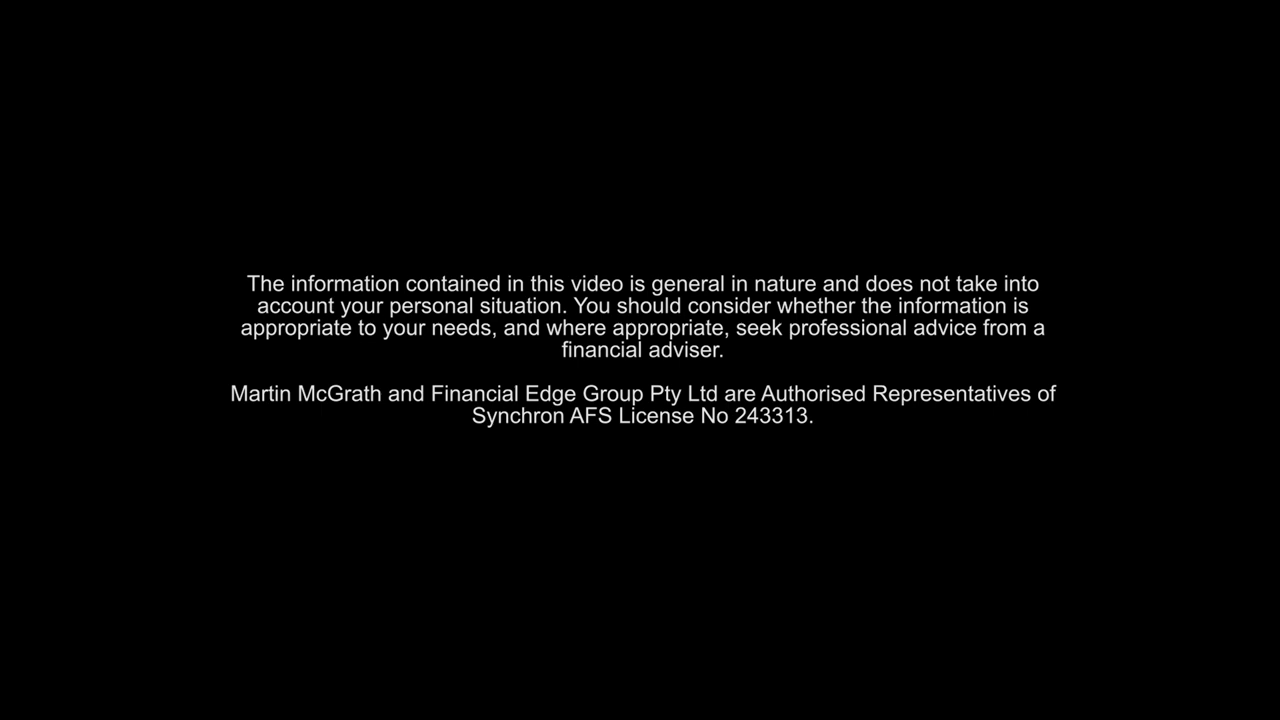 The information contained in this video is general in nature and does not take into
account your personal situation. You should consider whether the information is
appropriate to your needs, and where appropriate, seek professional advice from a
financial adviser.
Martin McGrath and Financial Edge Group Pty Ltd are Authorised Representatives of
Synchron AFS License No 243313.